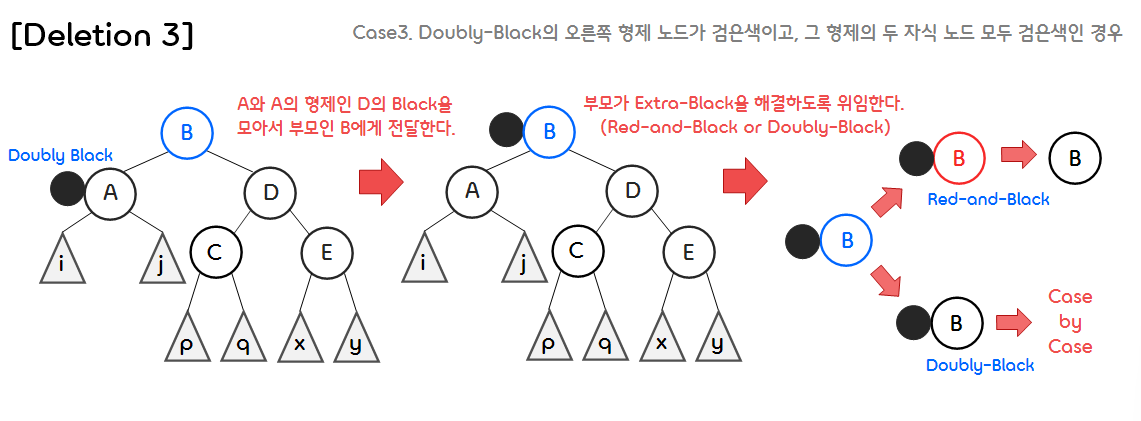 [Deletion 3]
Case3. Doubly-Black의 오른쪽 형제 노드가 검은색이고, 그 형제의 두 자식 노드 모두 검은색인 경우
A와 A의 형제인 D의 Black을
모아서 부모인 B에게 전달한다.
부모가 Extra-Black을 해결하도록 위임한다.
(Red-and-Black or Doubly-Black)
Doubly Black
B
A
D
i
j
C
E
p
q
x
y
B
A
D
i
j
C
E
p
q
x
y
B
B
B
Red-and-Black
B
Doubly-Black
Case
by
Case